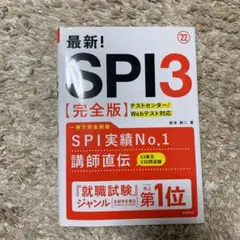 最新!
'22
SPI3
【完全版】
テストセンター/
Webテスト対応
SPI実績No.1
講師直伝
『就職試験』
ジャンル
第1位